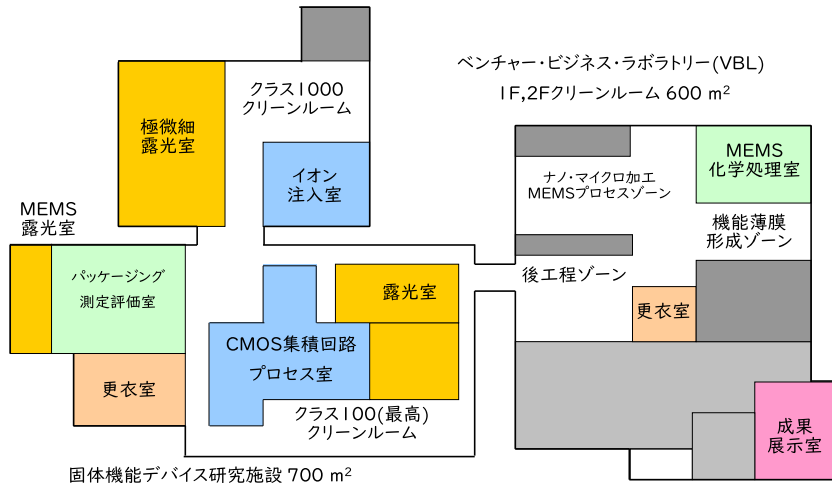 ベンチャー・ビジネス・ラボラトリー(VBL)
1F,2Fクリーンルーム 600 m²
クラス1000
クリーンルーム
極微細
露光室
イオン
注入室
MEMS
露光室
パッケージング
測定評価室
更衣室
露光室
CMOS集積回路
プロセス室
クラス100(最高)
クリーンルーム
固体機能デバイス研究施設 700 m²
MEMS
化学処理室
ナノ・マイクロ加工
MEMSプロセスゾーン
機能薄膜
形成ゾーン
後工程ゾーン
更衣室
成果
展示室